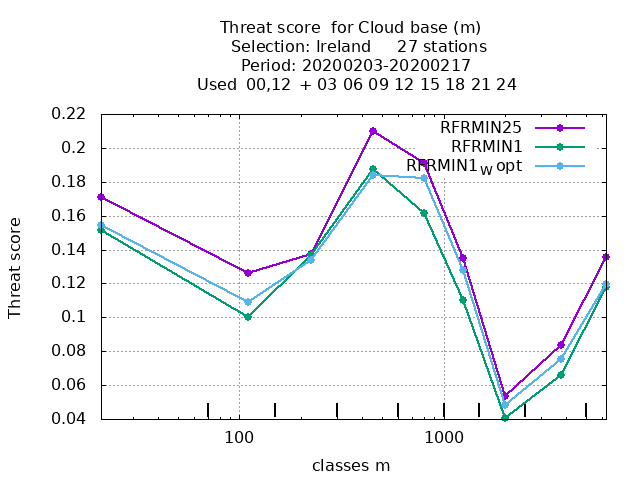 Threat score  for Cloud base (m)
Selection: Ireland     27 stations
Period: 20200203-20200217
Used  00,12  + 03 06 09 12 15 18 21 24
RFRMIN25
RFRMIN1
RFRMIN1W opt
0.22
0.2
0.18
0.16
0.14
0.12
0.1
0.08
0.06
0.04
Threat score
100
1000
classes m